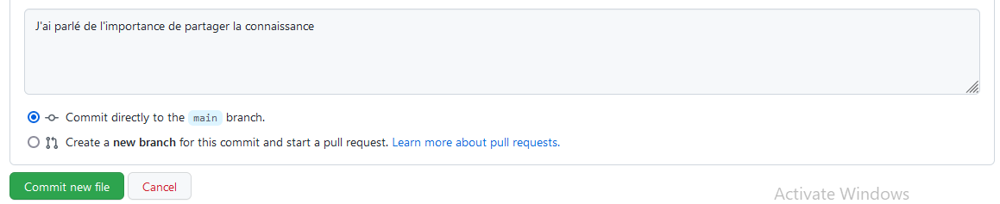 J'ai parlé de l'importance de partager la connaissance
Commit directly to the main branch.
Create a new branch for this commit and start a pull request. Learn more about pull requests.
Commit new file
Cancel
Activate Windows